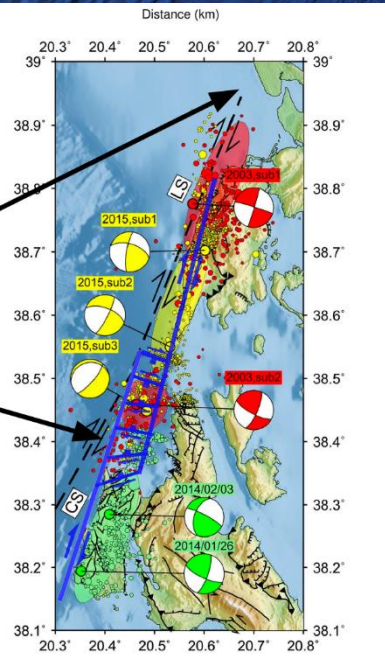 Distance (km)
20.3° 20.4° 20.5° 20.6° 20.7° 20.8°
39° 39°
38.9° 38.9°
38.8° 38.8°
LS
2003,sub1
2015,sub1
38.7° 38.7°
2015,sub2
38.6° 38.6°
2015,sub3
38.5° 38.5°
2003,sub2
38.4° 38.4°
2014/02/03
38.3° 38.3°
CS
2014/01/26
38.2° 38.2°
38.1° 38.1°
20.3° 20.4° 20.5° 20.6° 20.7° 20.8°